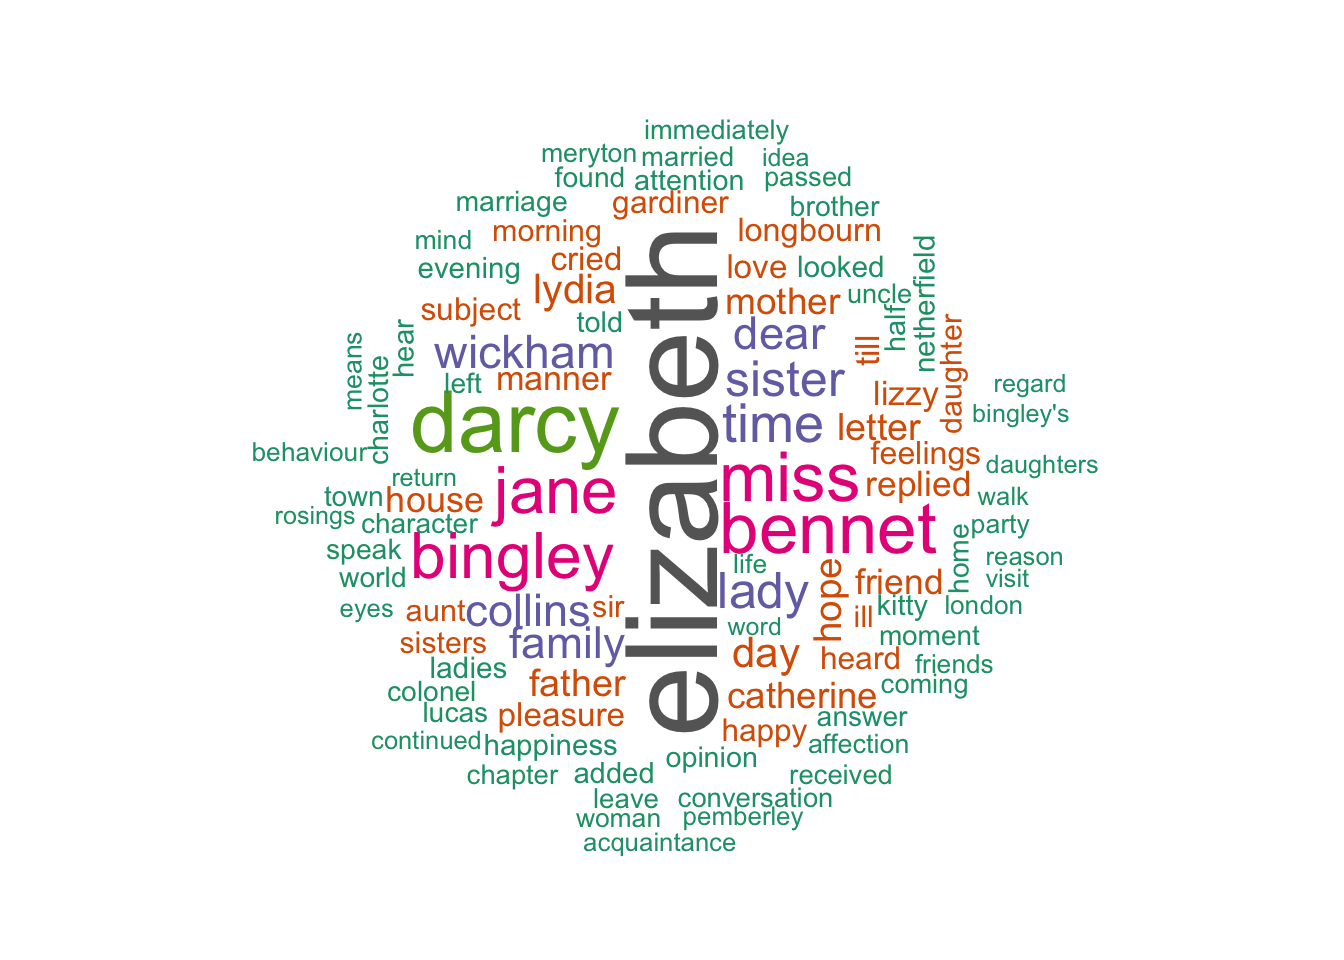 immediately
meryton
married
idea
found
attention
passed
marriage
gardiner
brother
mind
morning
longbourn
evening
cried
love
looked
lydia
mother
uncle
subject
told
dear
half
netherfield
hear
wickham
till
daughter
means
charlotte
left
manner
sister
lizzy
regard
darcy
elizabeth
time
letter
bingley's
behaviour
feelings
daughters
return
jane
miss
replied
town
house
walk
rosings
character
bennet
party
speak
bingley
life
home
reason
world
lady
hope
friend
visit
eyes
aunt
collins
sir
ill
kitty
london
sisters
family
word
moment
ladies
day
heard
friends
colonel
father
catherine
coming
lucas
pleasure
happy
answer
continued
happiness
opinion
affection
chapter
added
received
leave
conversation
woman
pemberley
acquaintance